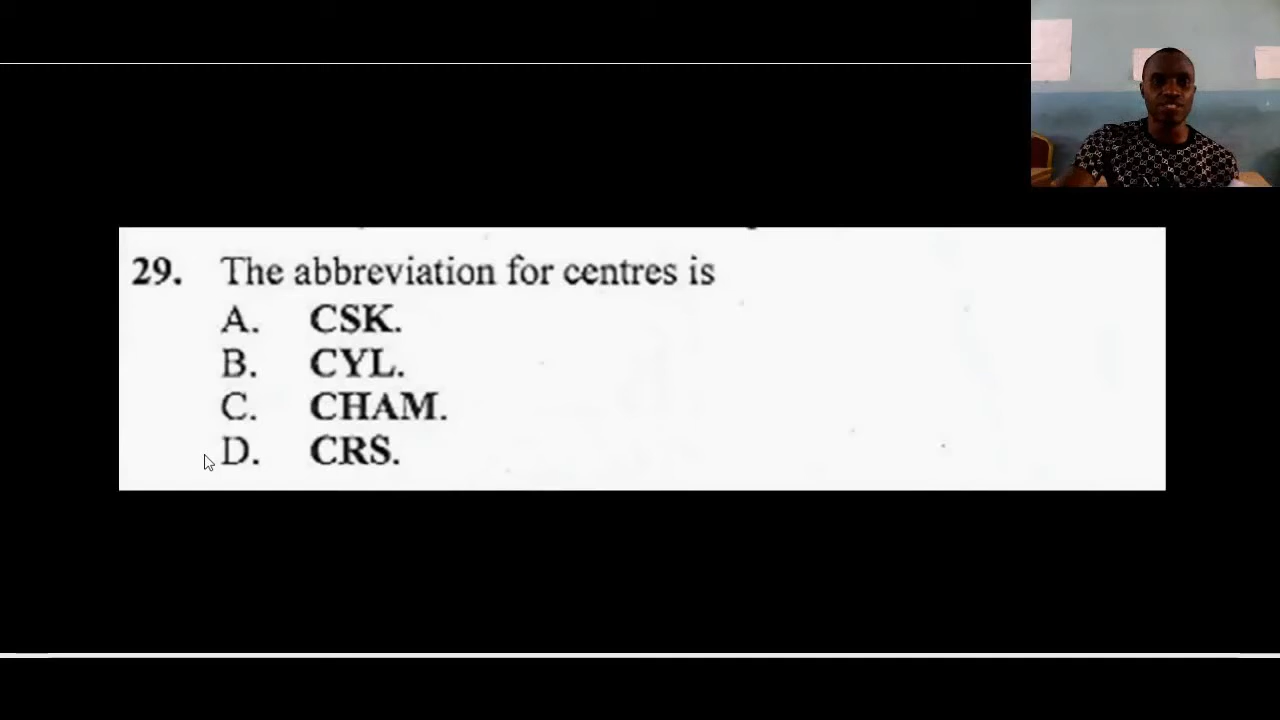 29. The abbreviation for centres is
A. CSK.
B. CYL.
C. CHAM.
D. CRS.